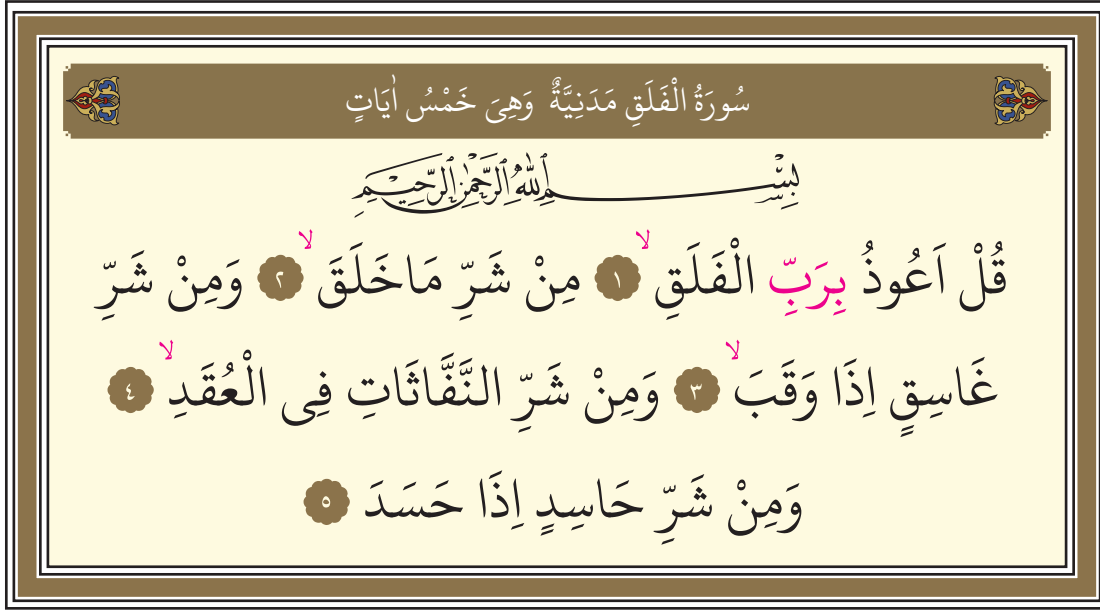 سُورَةُ الْفَلَقِ مَدَنِيَّةٌ وَهِىَ خَمْسُ اٰيَاتٍ
بِسْمِ اللّٰهِ الرَّحْمٰنِ الرَّحِيمِ
قُلْ اَعُوذُ بِرَبِّ الْفَلَقِۙ ١ مِنْ شَرِّ مَاخَلَقَۙ ٢ وَمِنْ شَرِّ
غَاسِقٍ اِذَا وَقَبَۙ ٣ وَمِنْ شَرِّ النَّفَّاثَاتِ فِى الْعُقَدِۙ ٤
وَمِنْ شَرِّ حَاسِدٍ اِذَا حَسَدَ ٥